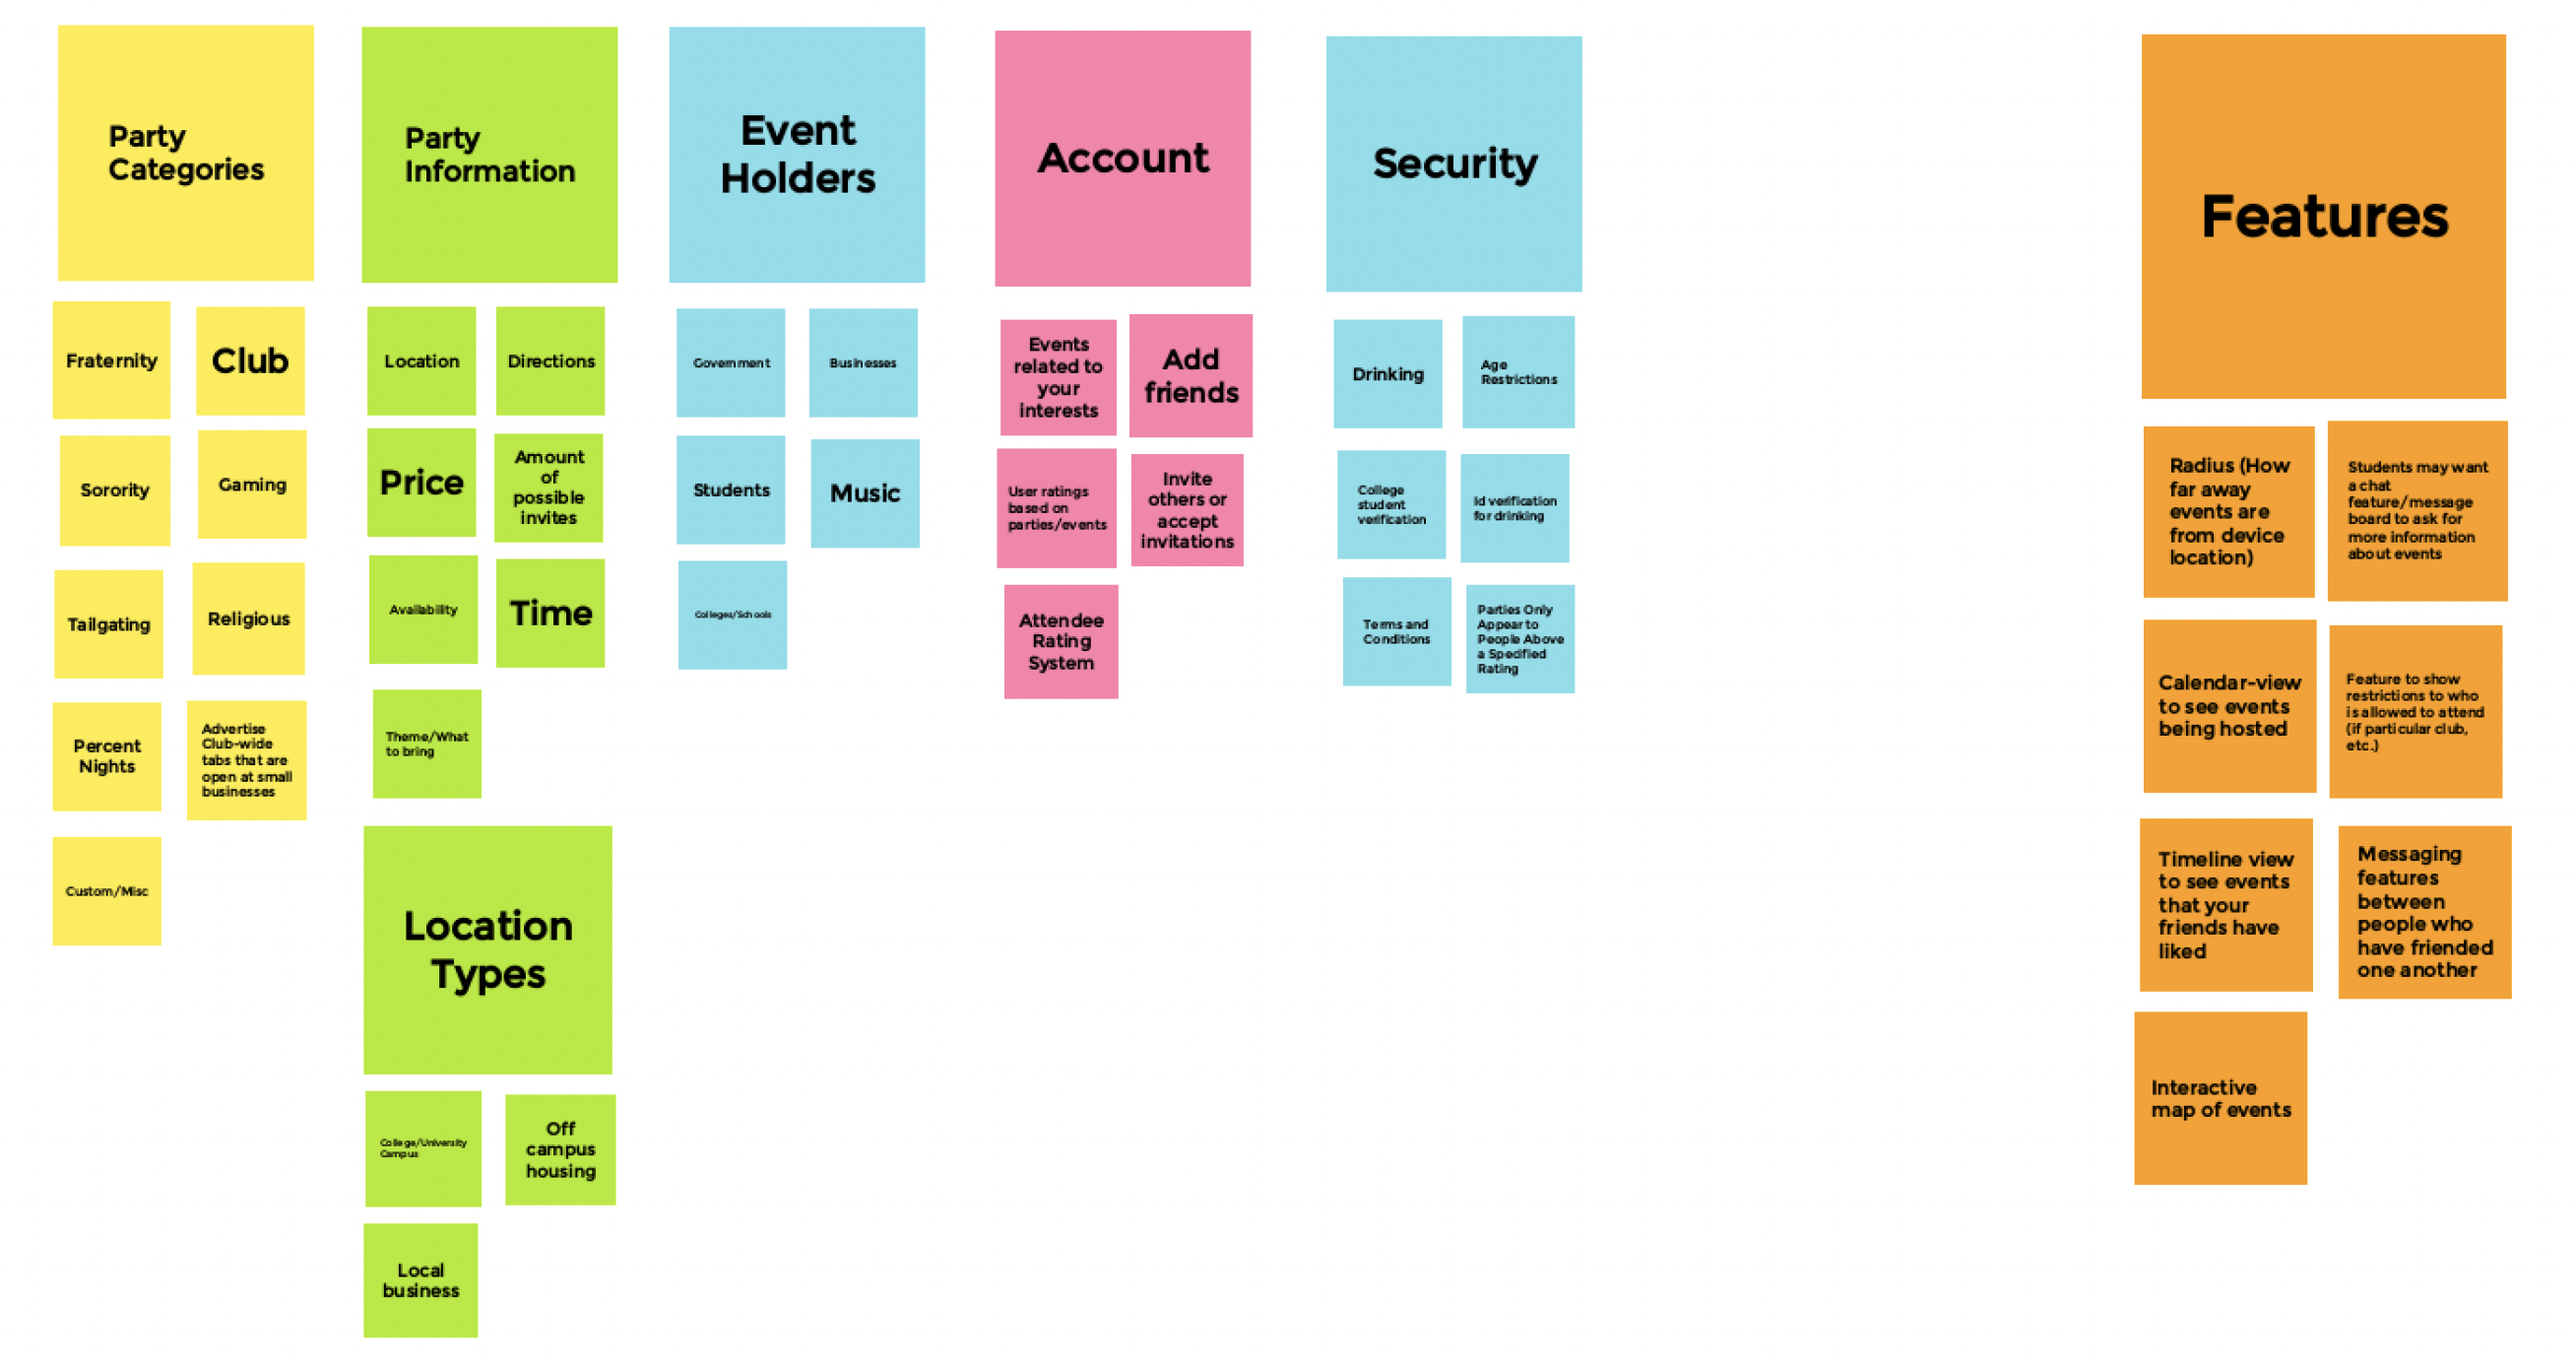 Party
Categories
Fraternity
Club
Sorority
Gaming
Tailgating
Religious
Percent
Nights
Advertise
Club-wide
tabs that are
open at small
businesses
Custom/Misc
Party
Information
Location
Directions
Price
Amount
of
possible
invites
Availability
Time
Theme/What
to bring
Location
Types
College/University
Campus
Off
campus
housing
Local
business
Event
Holders
Government
Businesses
Students
Music
Colleges/Schools
Account
Events
related to
your
interests
Add
friends
User ratings
based on
parties/events
Invite
others or
accept
invitations
Attendee
Rating
System
Security
Drinking
Age
Restrictions
College
student
verification
Id verification
for drinking
Terms and
Conditions
Parties Only
Appear to
People Above
a Specified
Rating
Features
Radius (How
far away
events are
from device
location)
Students may want
a chat
feature/message
board to ask for
more information
about events
Calendar-view
to see events
being hosted
Feature to show
restrictions to who
is allowed to attend
(if particular club,
etc.)
Timeline view
to see events
that your
friends have
liked
Messaging
features
between
people who
have friended
one another
Interactive
map of events